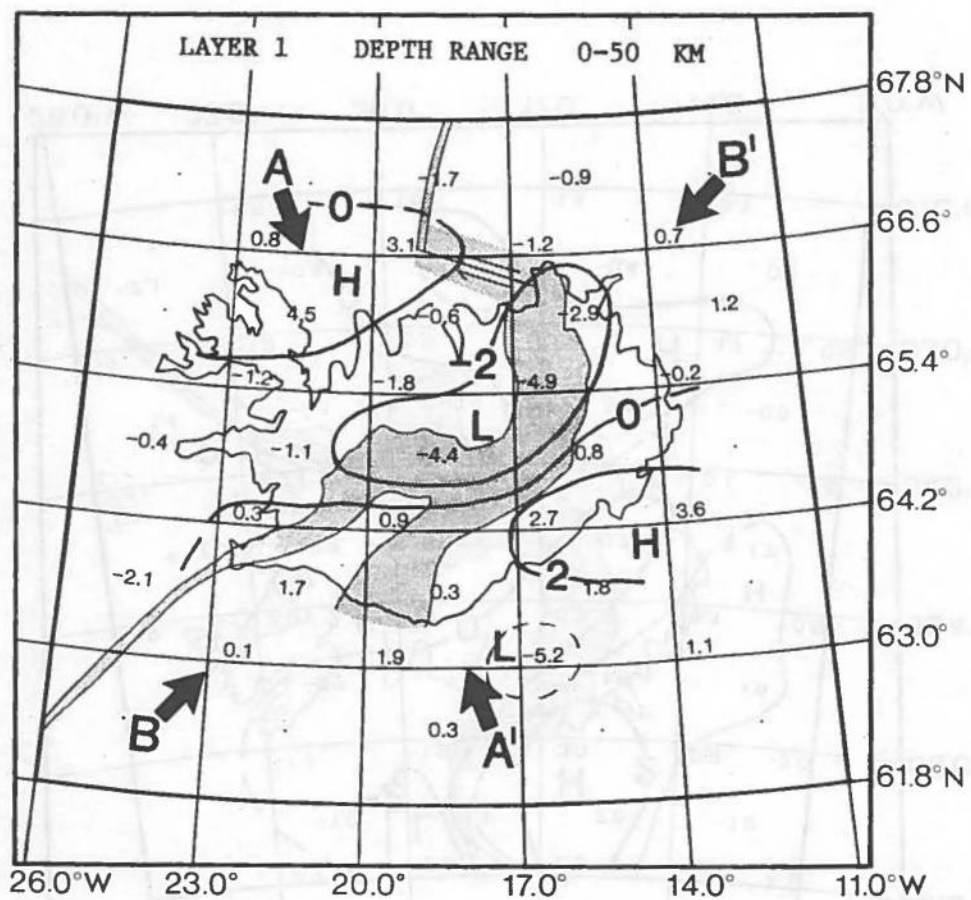 LAYER 1 DEPTH RANGE 0-50 KM
67.8°N
A B'
-1.7 -0.9
0
66.6°N
0.8 3.1 -1.2 0.7
H
4.5 -0.6 -2.9 1.2
65.4°N
-2
-1.2 -1.8 -4.9 0.2
0
L
-0.4 -1.1 -4.4 0.8
64.2°N
0.3 0.9 2.7 3.6
H
-2.1 1.7 0.3 2 1.8
63.0°N
0.1 1.9 L -5.2 1.1
B 0.3 A'
61.8°N
26.0°W 23.0° 20.0° 17.0° 14.0° 11.0°W